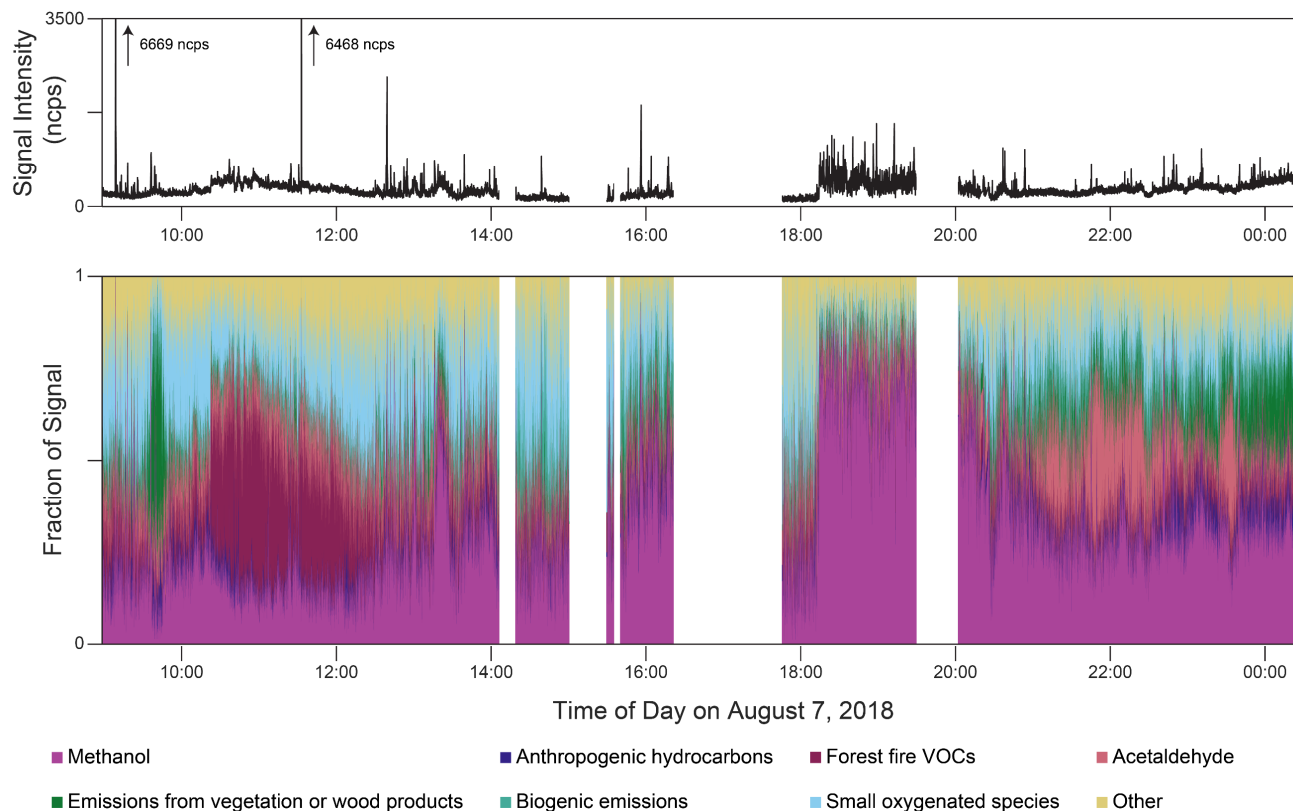 3500
6669 ncps
6468 ncps
Signal Intensity
(ncps)
0
10:00 12:00 14:00 16:00 18:00 20:00 22:00 00:00
1
Fraction of Signal
0
10:00 12:00 14:00 16:00 18:00 20:00 22:00 00:00
Time of Day on August 7, 2018
Methanol Anthropogenic hydrocarbons Forest fire VOCs Acetaldehyde
Emissions from vegetation or wood products Biogenic emissions Small oxygenated species Other